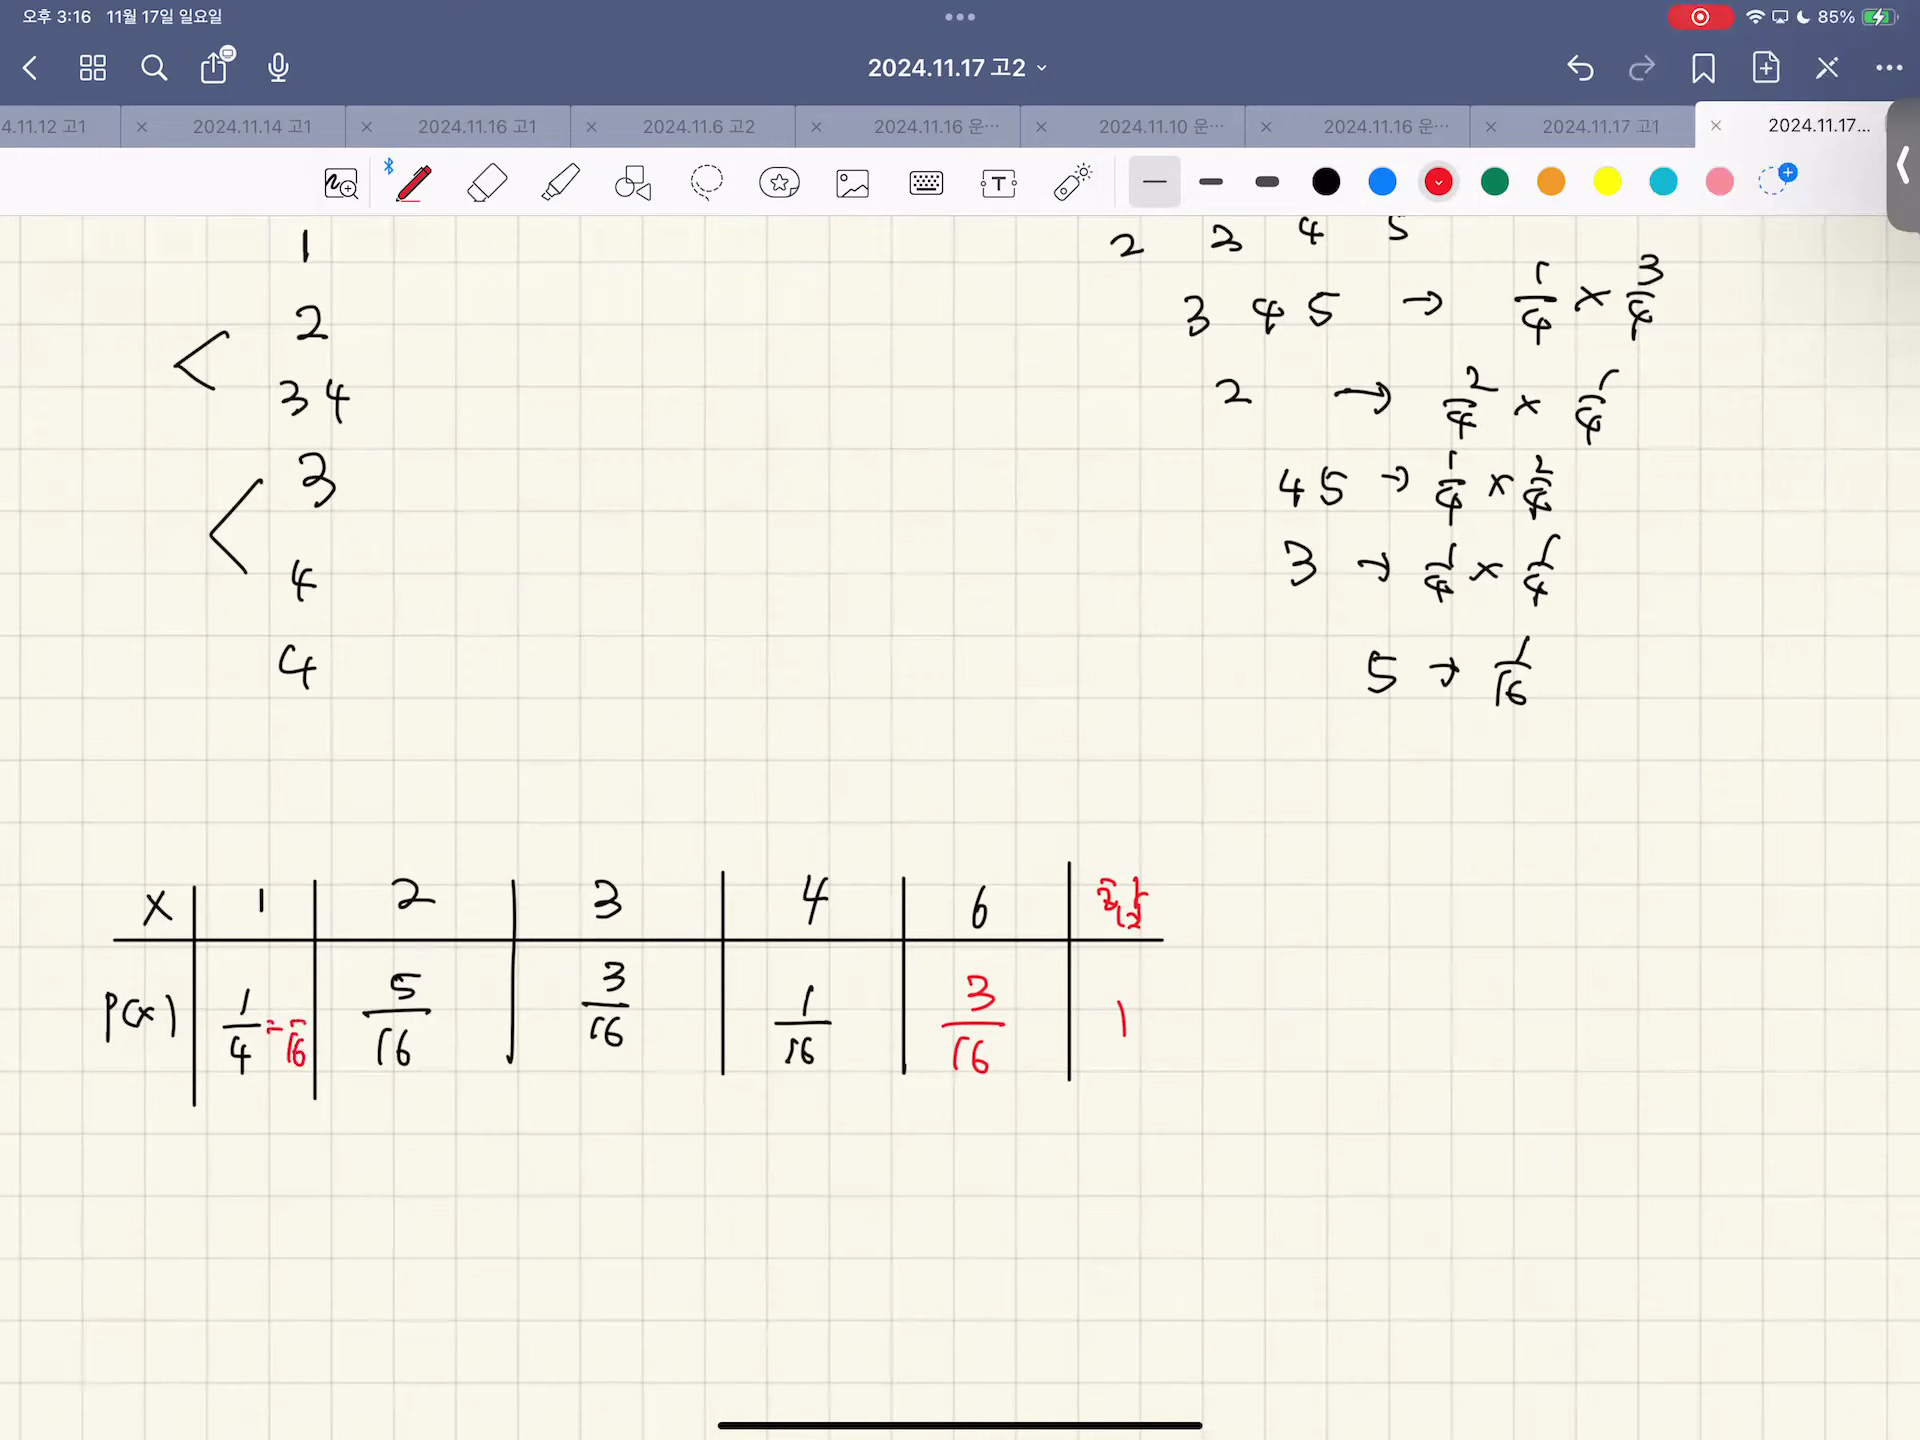 오후 3:16 11월 17일 일요일
85%
2024.11.17 고2
4.11.12 고1
2024.11.14 고1
2024.11.16 고1
2024.11.6 고2
2024.11.16 운…
2024.11.10 운…
2024.11.16 운…
2024.11.17 고1
2024.11.17...
T
1
2
3 4
3
4
4
2 3 4 5
3 4 5 → 1/4 × 3/4
2 → 2/4 × 1/4
4 5 → 1/4 × 2/4
3 → 1/4 × 1/4
5 → 1/16
X 1 2 3 4 6
P(x) 1/4 5/16 3/16 1/16 3/16 1